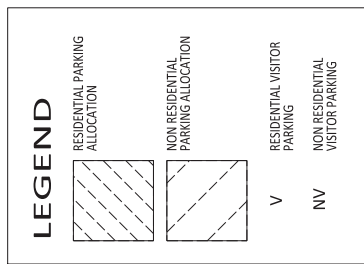 LEGEND
RESIDENTIAL PARKING
ALLOCATION
NON RESIDENTIAL
PARKING ALLOCATION
V
RESIDENTIAL VISITOR
PARKING
NV
NON RESIDENTIAL
VISITOR PARKING